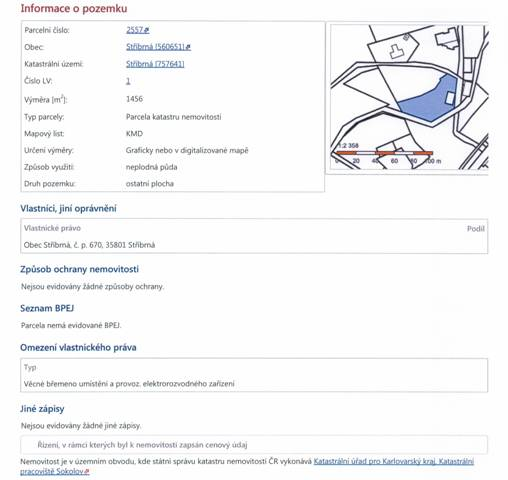 Informace o pozemku
Parcelní číslo: 2557
Obec: Stříbrná [560651]
Katastrální území: Stříbrná [757641]
Číslo LV: 1
Výměra [m²]: 1456
Typ parcely: Parcela katastru nemovitostí
Mapový list: KMD
Určení výměry: Graficky nebo v digitalizované mapě
Způsob využití: neplodná půda
Druh pozemku: ostatní plocha
1:2 358
0 20 40 60 80 100 m
Vlastníci, jiní oprávnění
Vlastnické právo Podíl
Obec Stříbrná, č. p. 670, 35801 Stříbrná
Způsob ochrany nemovitosti
Nejsou evidovány žádné způsoby ochrany.
Seznam BPEJ
Parcela nemá evidované BPEJ.
Omezení vlastnického práva
Typ
Věcné břemeno umístění a provoz. elektrorozvodného zařízení
Jiné zápisy
Nejsou evidovány žádné jiné zápisy.
Řízení, v rámci kterých byl k nemovitosti zapsán cenový údaj
Nemovitost je v územním obvodu, kde státní správu katastru nemovitostí ČR vykonává Katastrální úřad pro Karlovarský kraj, Katastrální
pracoviště Sokolov